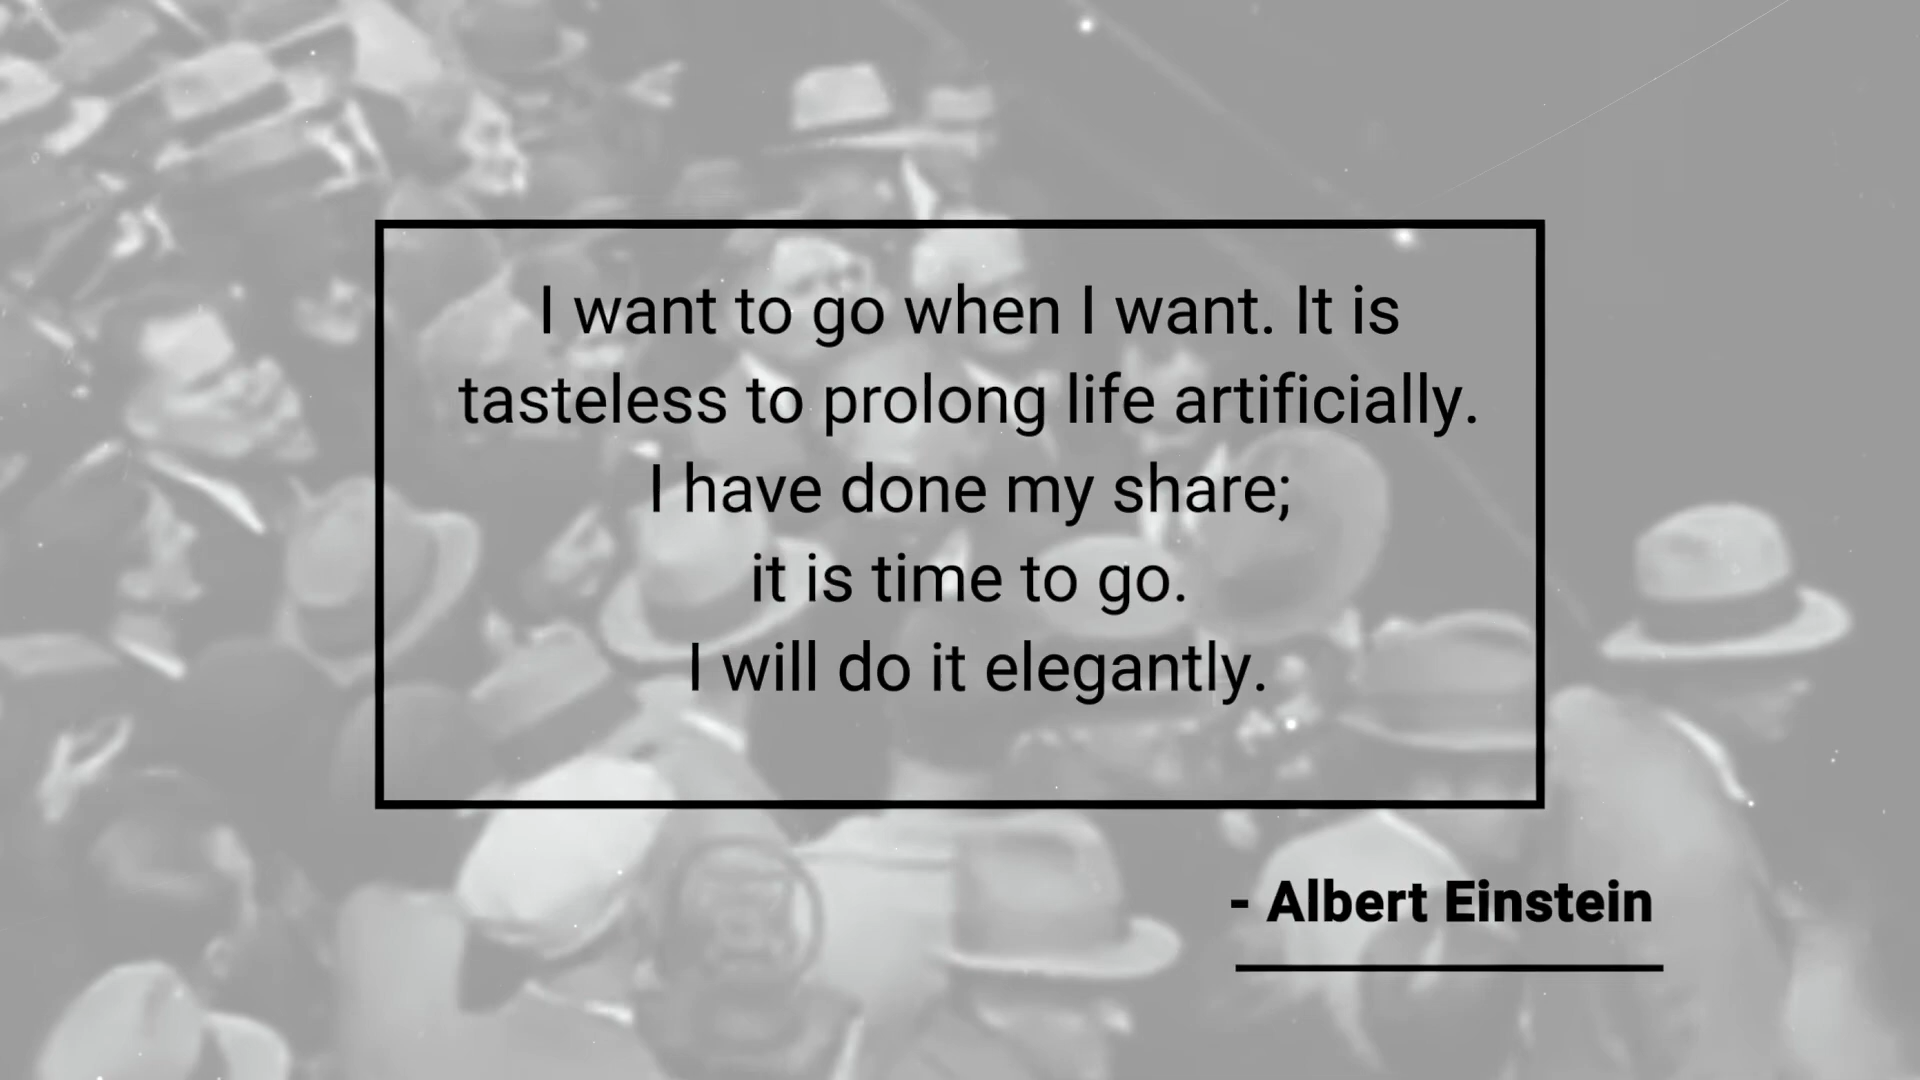 I want to go when I want. It is
tasteless to prolong life artificially.
I have done my share;
it is time to go.
I will do it elegantly.
- Albert Einstein